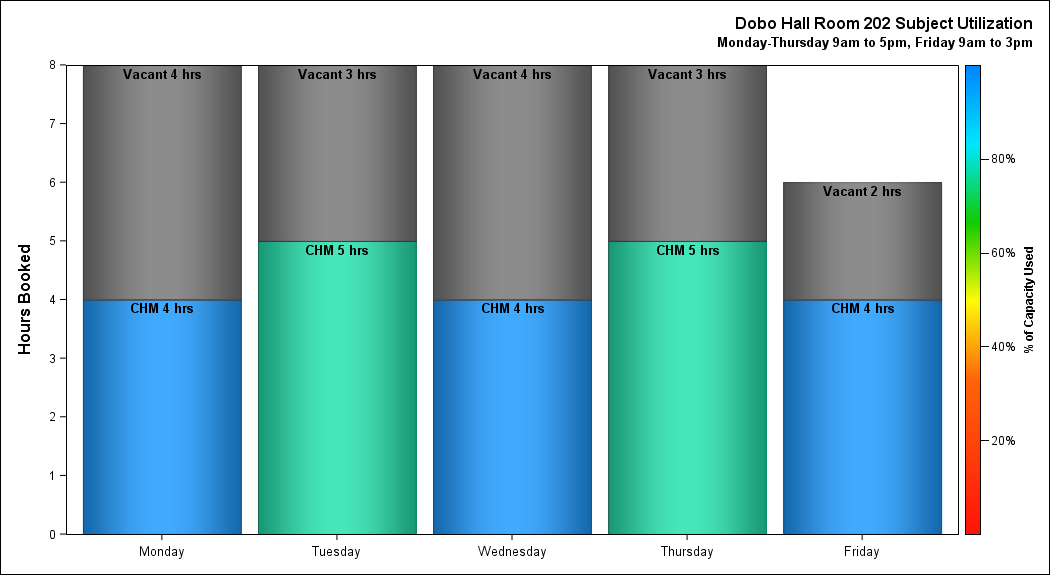 Dobo Hall Room 202 Subject Utilization
Monday-Thursday 9am to 5pm, Friday 9am to 3pm
Hours Booked
8
7
6
5
4
3
2
1
0
Vacant 4 hrs
CHM 4 hrs
Vacant 3 hrs
CHM 5 hrs
Vacant 4 hrs
CHM 4 hrs
Vacant 3 hrs
CHM 5 hrs
Vacant 2 hrs
CHM 4 hrs
Monday
Tuesday
Wednesday
Thursday
Friday
80%
60%
40%
20%
% of Capacity Used